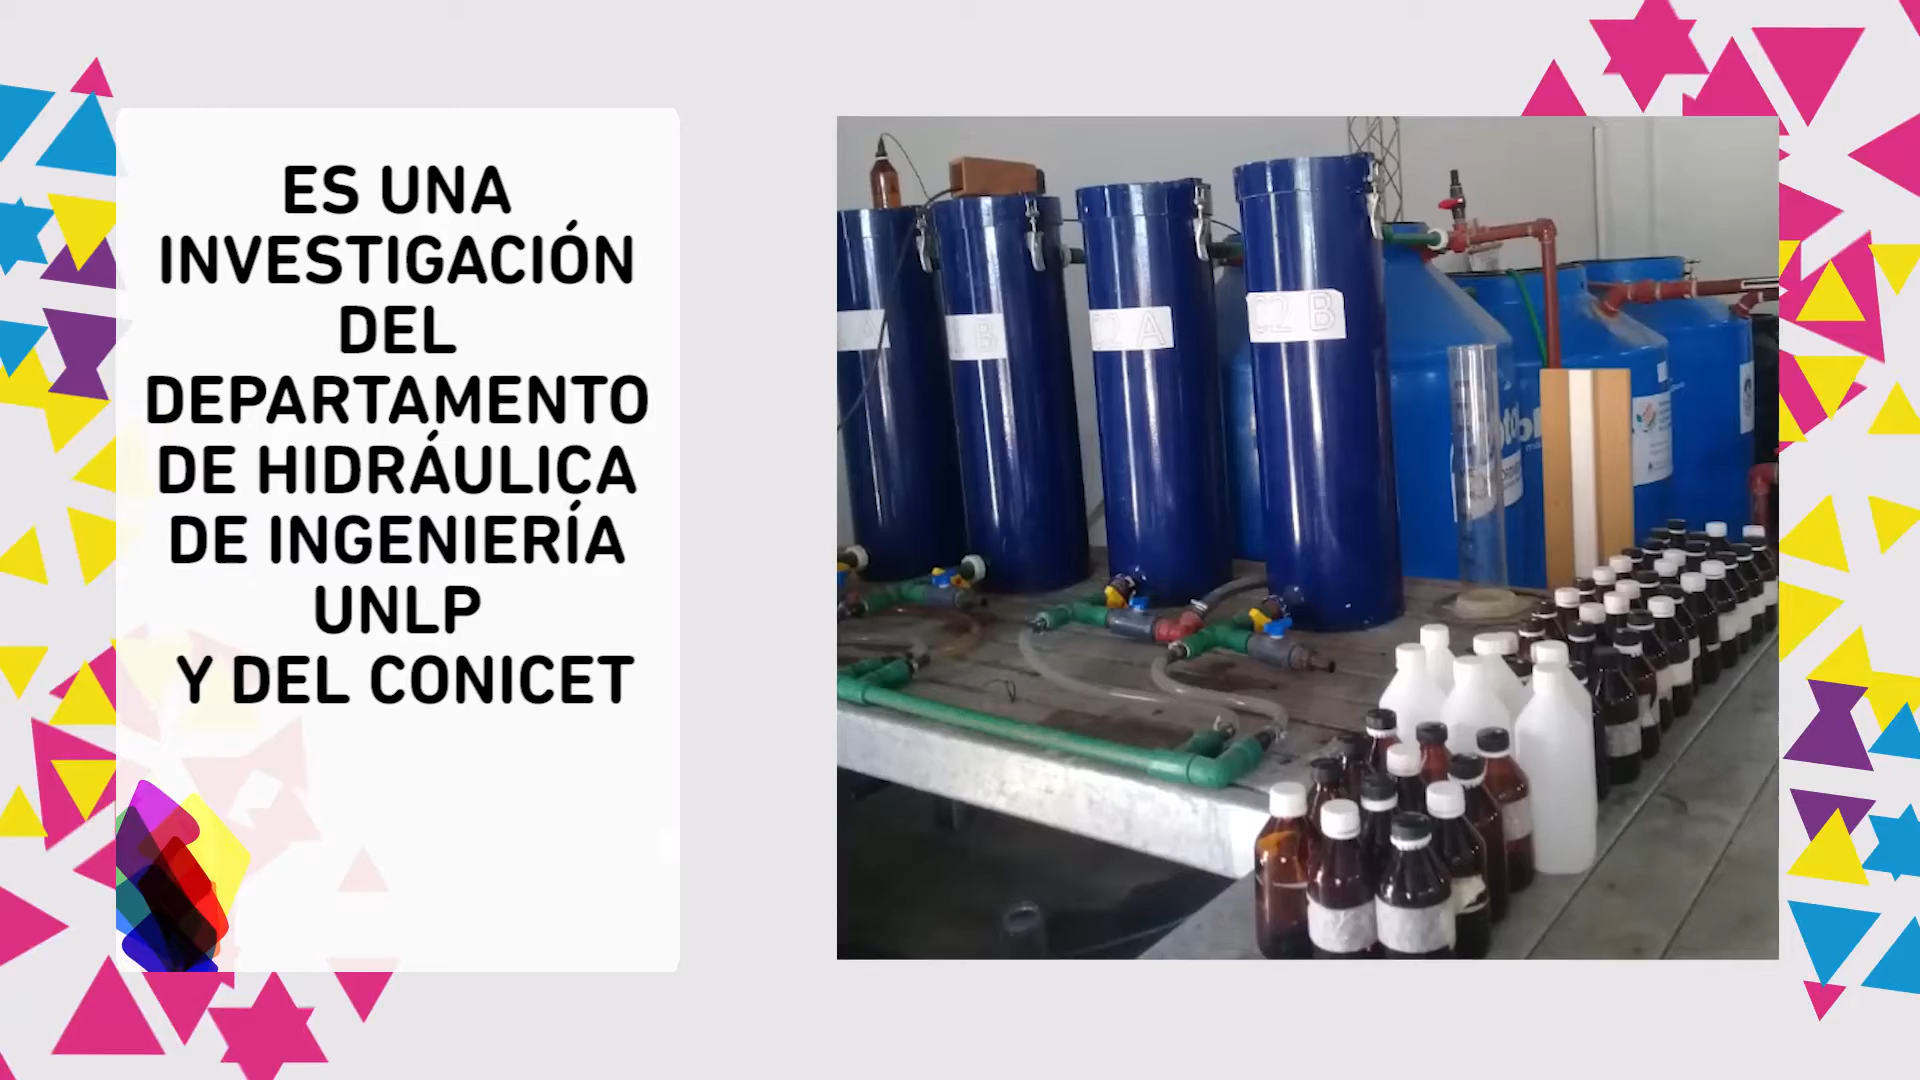 ES UNA
INVESTIGACIÓN
DEL
DEPARTAMENTO
DE HIDRÁULICA
DE INGENIERÍA
UNLP
Y DEL CONICET
A
B
C2 A
C2 B